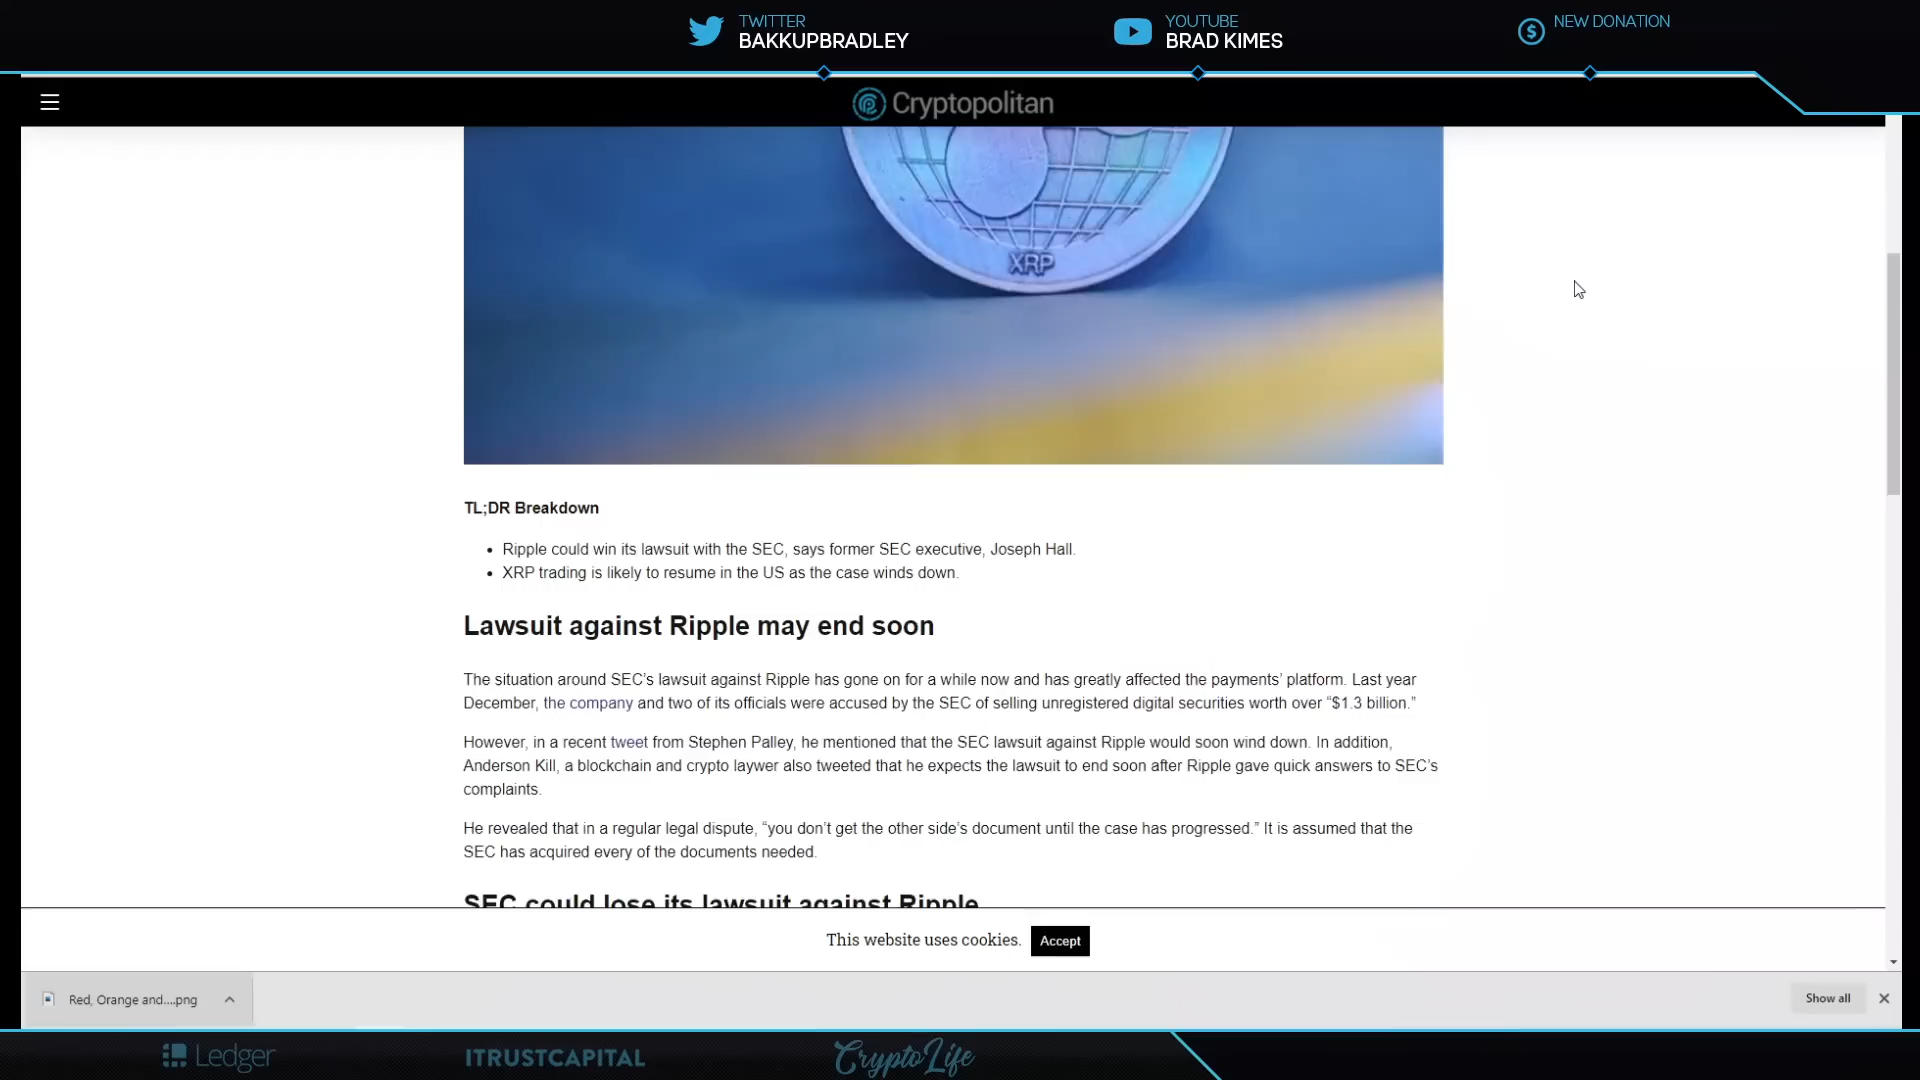 TWITTER
BAKKUPBRADLEY
YOUTUBE
BRAD KIMES
NEW DONATION
Cryptopolitan
XRP
TL;DR Breakdown
• Ripple could win its lawsuit with the SEC, says former SEC executive, Joseph Hall.
• XRP trading is likely to resume in the US as the case winds down.
Lawsuit against Ripple may end soon
The situation around SEC’s lawsuit against Ripple has gone on for a while now and has greatly affected the payments’ platform. Last year
December, the company and two of its officials were accused by the SEC of selling unregistered digital securities worth over “$1.3 billion.”
However, in a recent tweet from Stephen Palley, he mentioned that the SEC lawsuit against Ripple would soon wind down. In addition,
Anderson Kill, a blockchain and crypto laywer also tweeted that he expects the lawsuit to end soon after Ripple gave quick answers to SEC’s
complaints.
He revealed that in a regular legal dispute, “you don’t get the other side’s document until the case has progressed.” It is assumed that the
SEC has acquired every of the documents needed.
SEC could lose its lawsuit against Ripple
This website uses cookies. Accept
Red, Orange and....png
Show all
Ledger
ITRUSTCAPITAL
CryptoLife